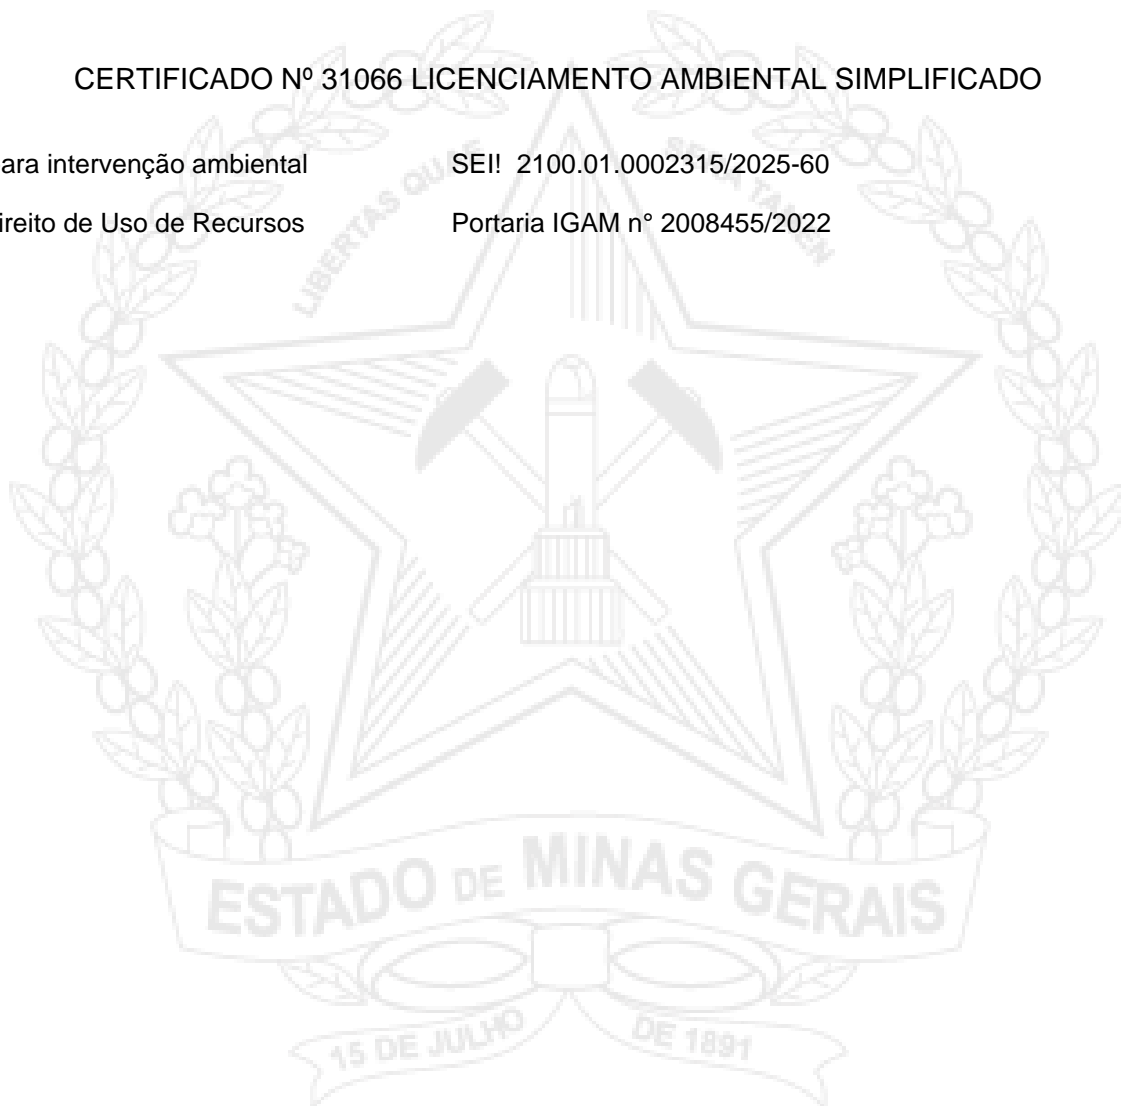 CERTIFICADO Nº 31066 LICENCIAMENTO AMBIENTAL SIMPLIFICADO
ara intervenção ambiental SEI! 2100.01.0002315/2025-60
ireito de Uso de Recursos Portaria IGAM n° 2008455/2022
LIBERTAS QUÆ SERA TAMEN
ESTADO DE MINAS GERAIS
15 DE JULHO DE 1891